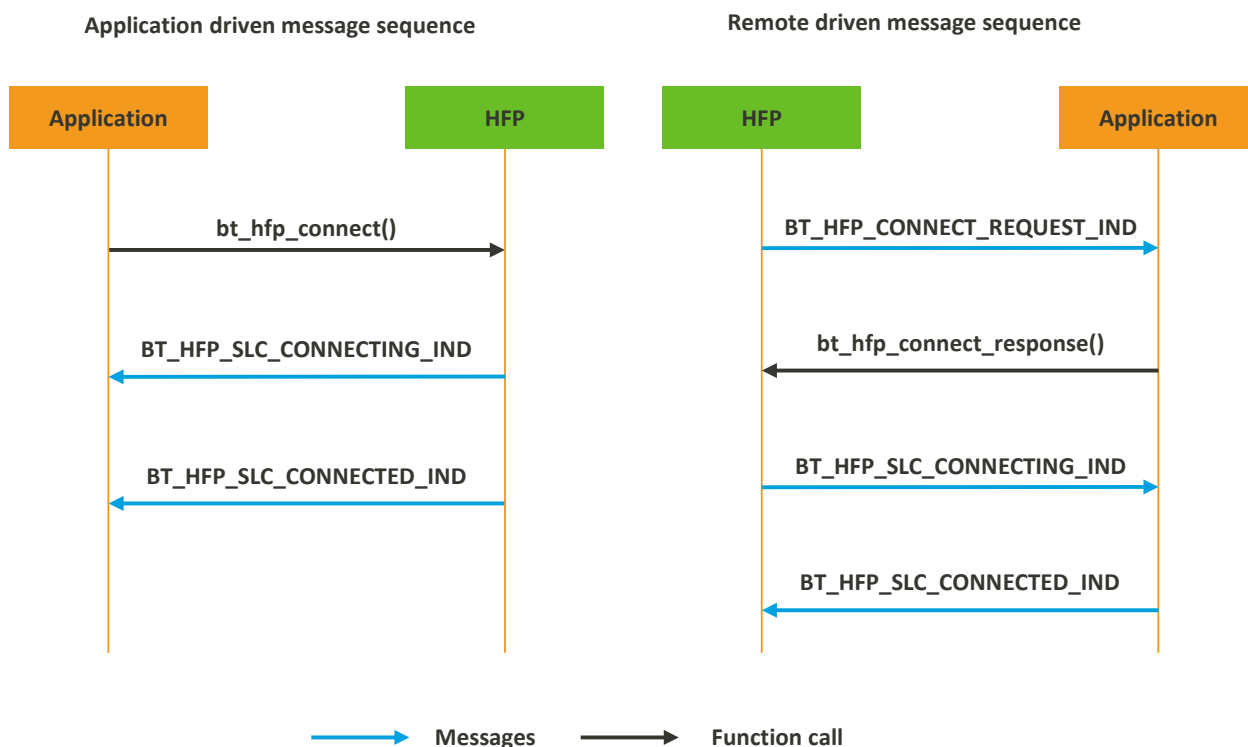 Application driven message sequence
Remote driven message sequence
Application
HFP
HFP
Application
bt_hfp_connect()
BT_HFP_CONNECT_REQUEST_IND
BT_HFP_SLC_CONNECTING_IND
bt_hfp_connect_response()
BT_HFP_SLC_CONNECTED_IND
BT_HFP_SLC_CONNECTING_IND
BT_HFP_SLC_CONNECTED_IND
Messages
Function call